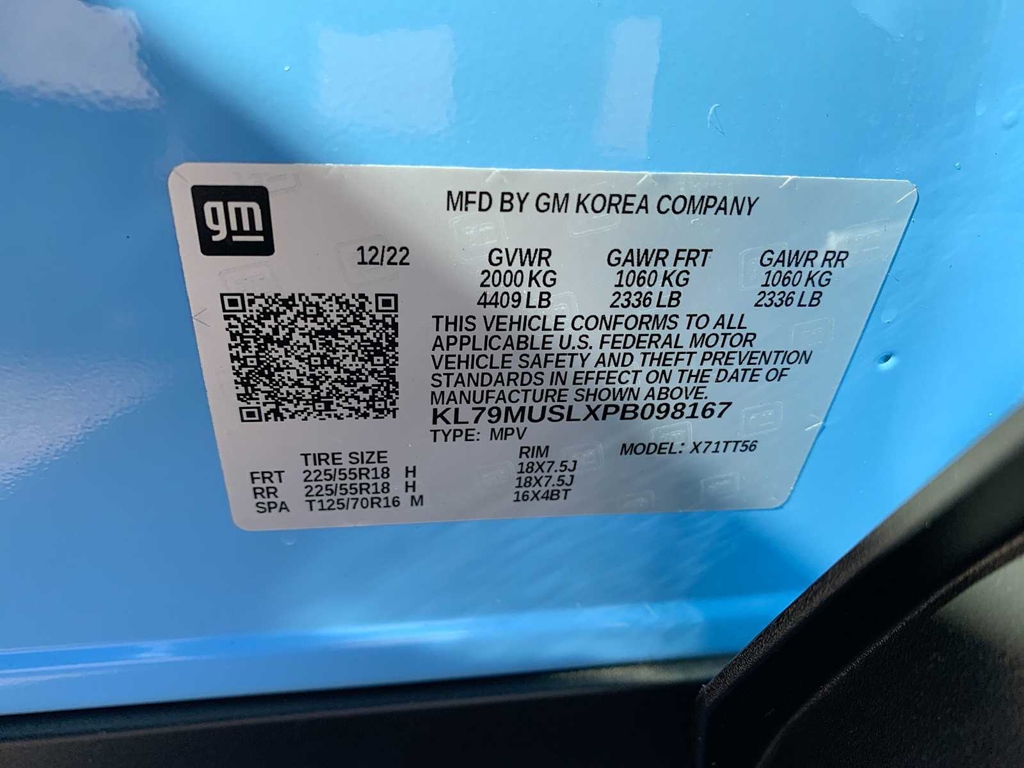 gm
MFD BY GM KOREA COMPANY
12/22 GVWR GAWR FRT GAWR RR
2000 KG 1060 KG 1060 KG
4409 LB 2336 LB 2336 LB
THIS VEHICLE CONFORMS TO ALL
APPLICABLE U.S. FEDERAL MOTOR
VEHICLE SAFETY AND THEFT PREVENTION
STANDARDS IN EFFECT ON THE DATE OF
MANUFACTURE SHOWN ABOVE.
KL79MUSLXPB098167
TYPE: MPV
MODEL: X71TT56
TIRE SIZE RIM
FRT 225/55R18 H 18X7.5J
RR 225/55R18 H 18X7.5J
SPA T125/70R16 M 16X4BT